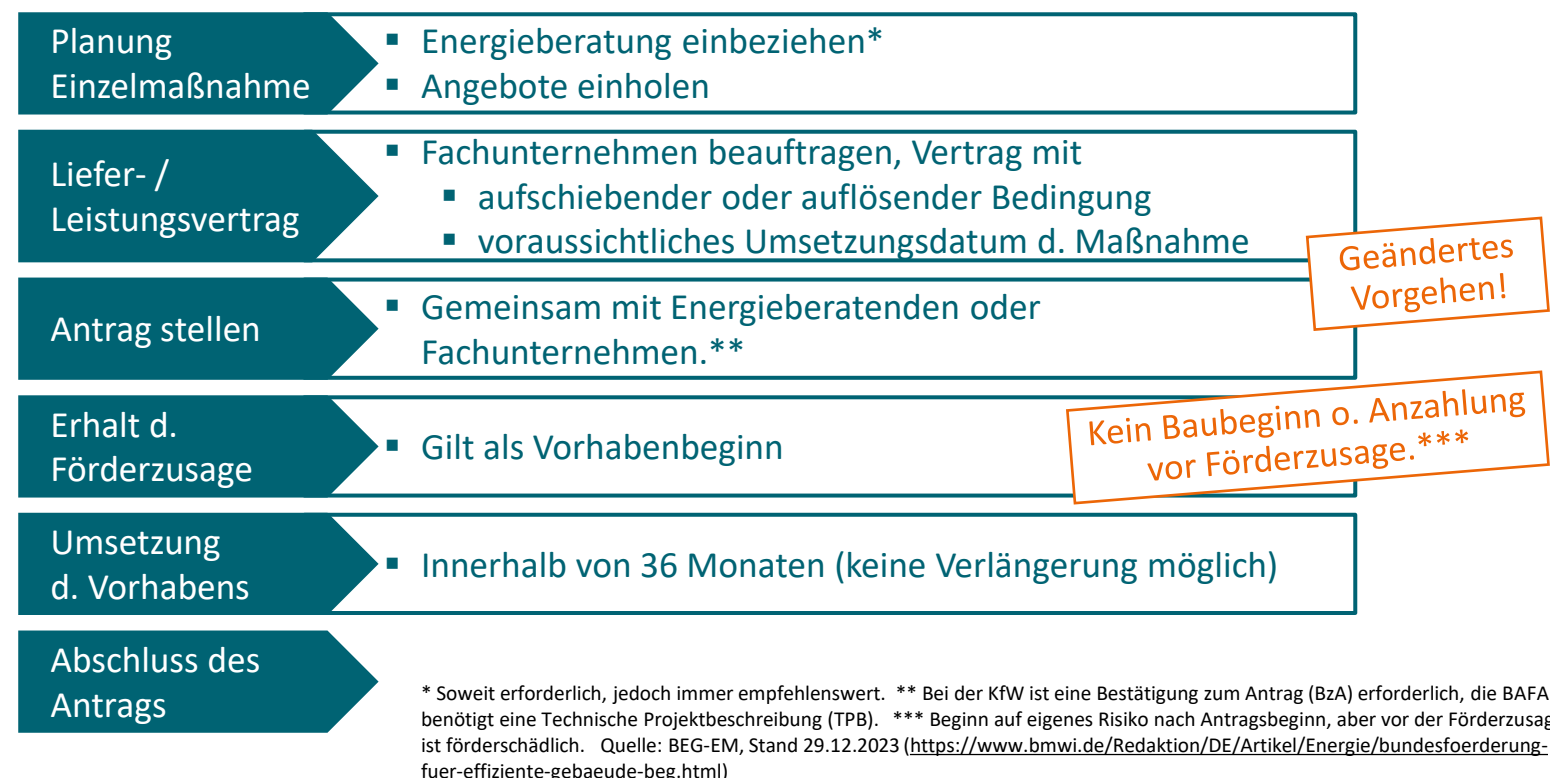 Planung
Einzelmaßnahme
▪ Energieberatung einbeziehen*
▪ Angebote einholen
Liefer- /
Leistungsvertrag
▪ Fachunternehmen beauftragen, Vertrag mit
▪ aufschiebender oder auflösender Bedingung
▪ voraussichtliches Umsetzungsdatum d. Maßnahme
Geändertes
Vorgehen!
Antrag stellen
▪ Gemeinsam mit Energieberatenden oder
Fachunternehmen.**
Erhalt d.
Förderzusage
▪ Gilt als Vorhabenbeginn
Kein Baubeginn o. Anzahlung
vor Förderzusage.***
Umsetzung
d. Vorhabens
▪ Innerhalb von 36 Monaten (keine Verlängerung möglich)
Abschluss des
Antrags
* Soweit erforderlich, jedoch immer empfehlenswert. ** Bei der KfW ist eine Bestätigung zum Antrag (BzA) erforderlich, die BAFA
benötigt eine Technische Projektbeschreibung (TPB). *** Beginn auf eigenes Risiko nach Antragsbeginn, aber vor der Förderzusag
ist förderschädlich. Quelle: BEG-EM, Stand 29.12.2023 (https://www.bmwi.de/Redaktion/DE/Artikel/Energie/bundesfoerderung-
fuer-effiziente-gebaeude-beg.html)